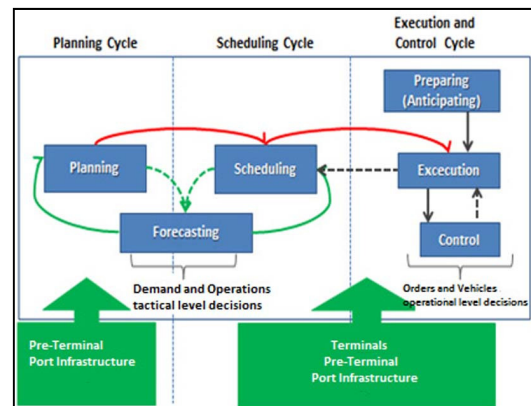 Planning Cycle
Scheduling Cycle
Execution and
Control Cycle
Preparing
(Anticipating)
Planning
Scheduling
Excecution
Forecasting
Control
Demand and Operations
tactical level decisions
Orders and Vehicles
operational level decisions
Pre-Terminal
Port Infrastructure
Terminals
Pre-Terminal
Port Infrastructure